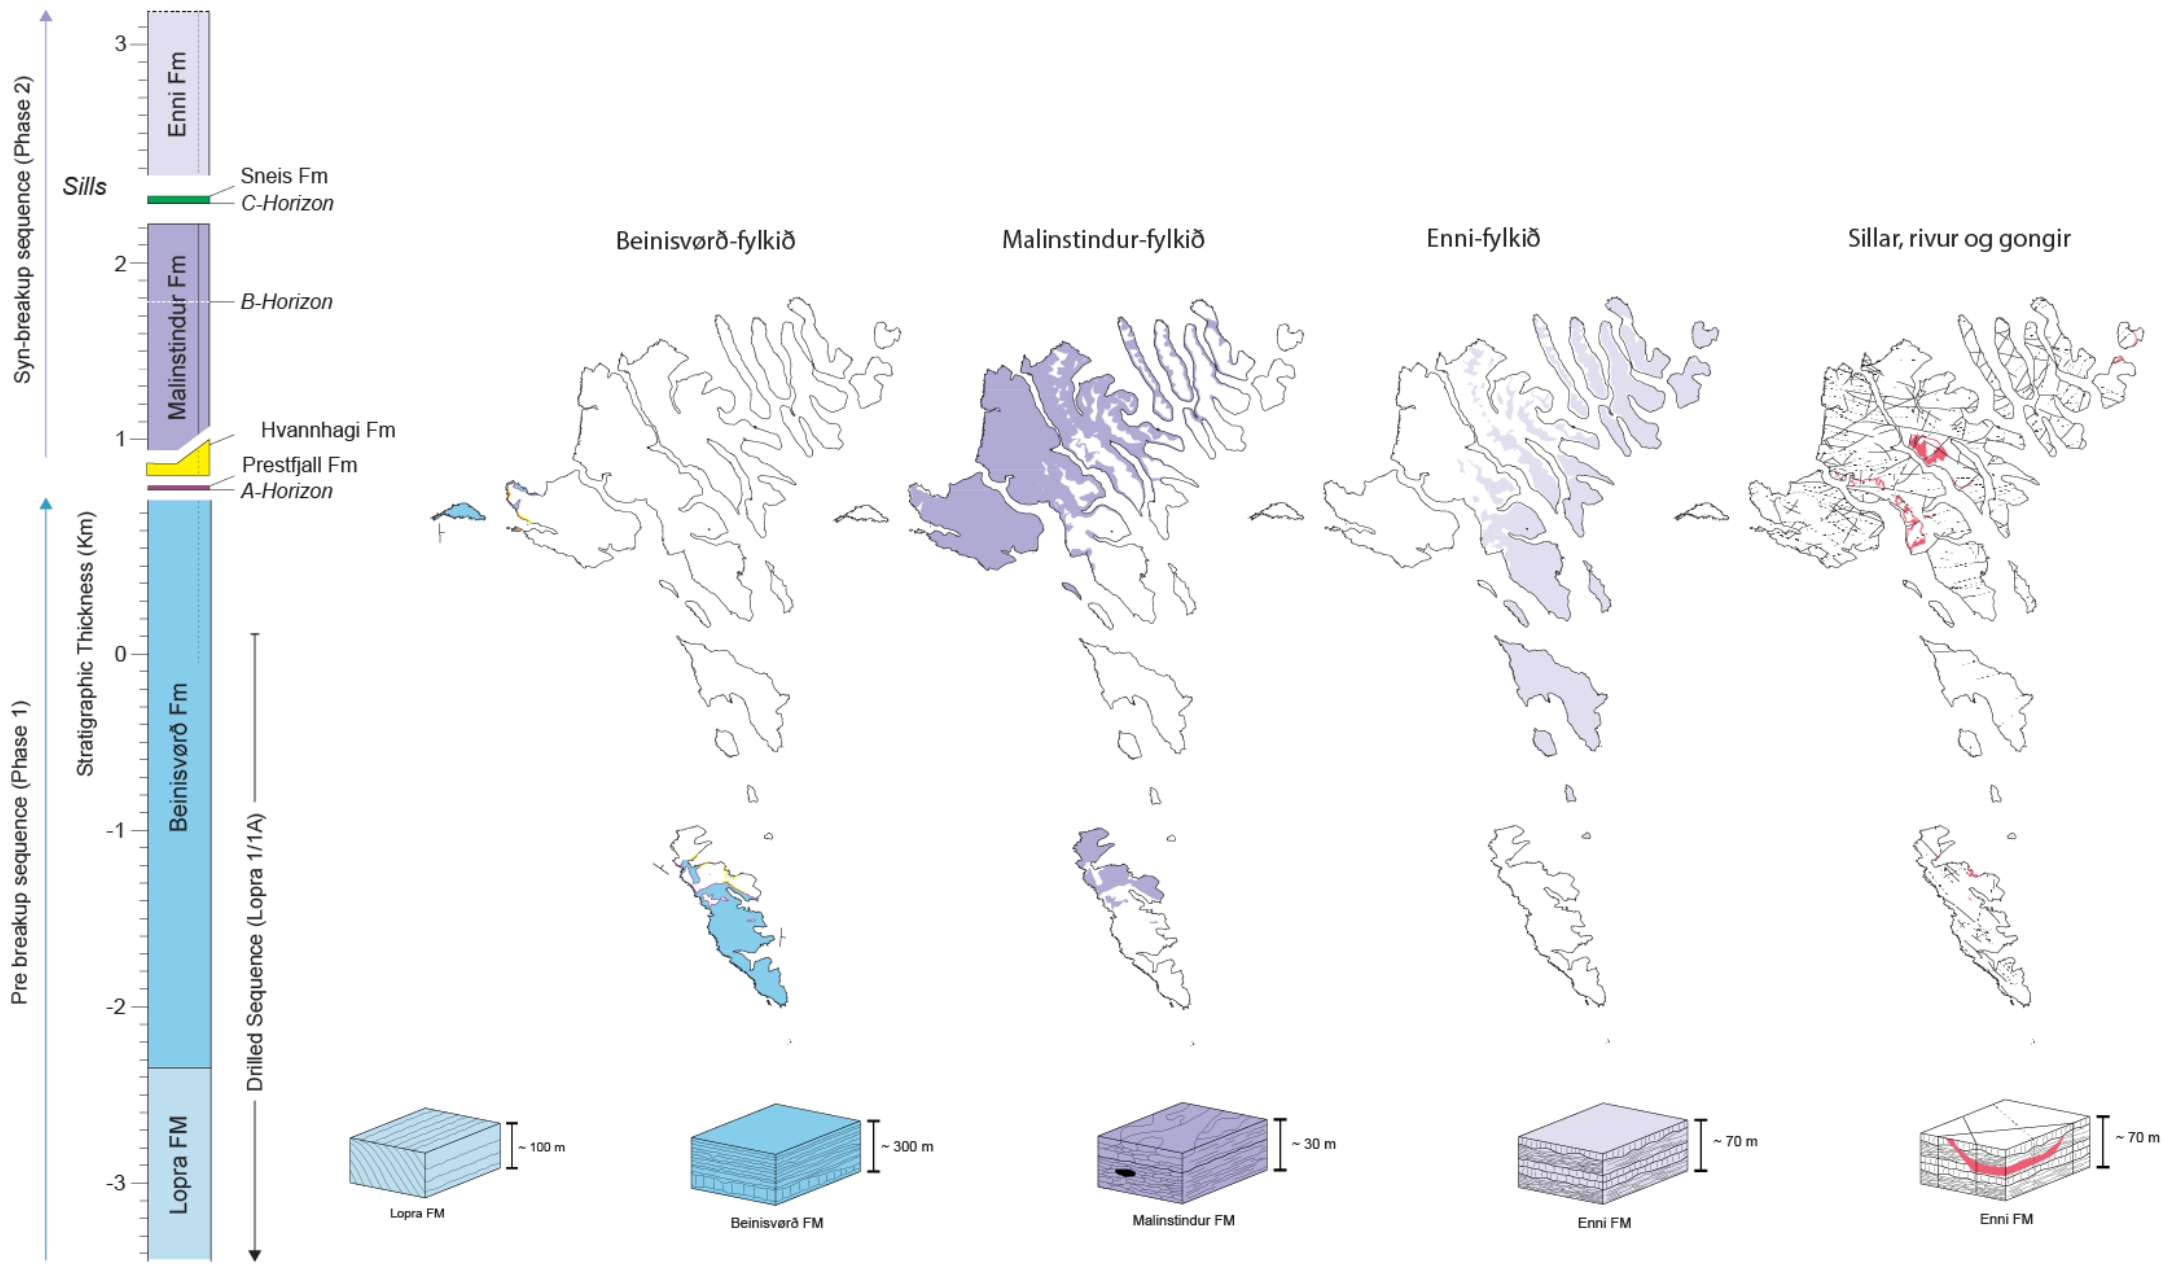 Syn-breakup sequence (Phase 2)
Pre breakup sequence (Phase 1)
Stratigraphic Thickness (Km)
Sills
3
2
1
0
-1
-2
-3
Enni Fm
Malinstindur Fm
Beinisvørð Fm
Lopra FM
Sneis Fm
C-Horizon
B-Horizon
Hvannhagi Fm
Prestfjall Fm
A-Horizon
Drilled Sequence (Lopra 1/1A)
Beinisvørð-fylkið
Malinstindur-fylkið
Enni-fylkið
Sillar, rivur og gongir
~ 100 m
Lopra FM
~ 300 m
Beinisvørð FM
~ 30 m
Malinstindur FM
~ 70 m
Enni FM
~ 70 m
Enni FM